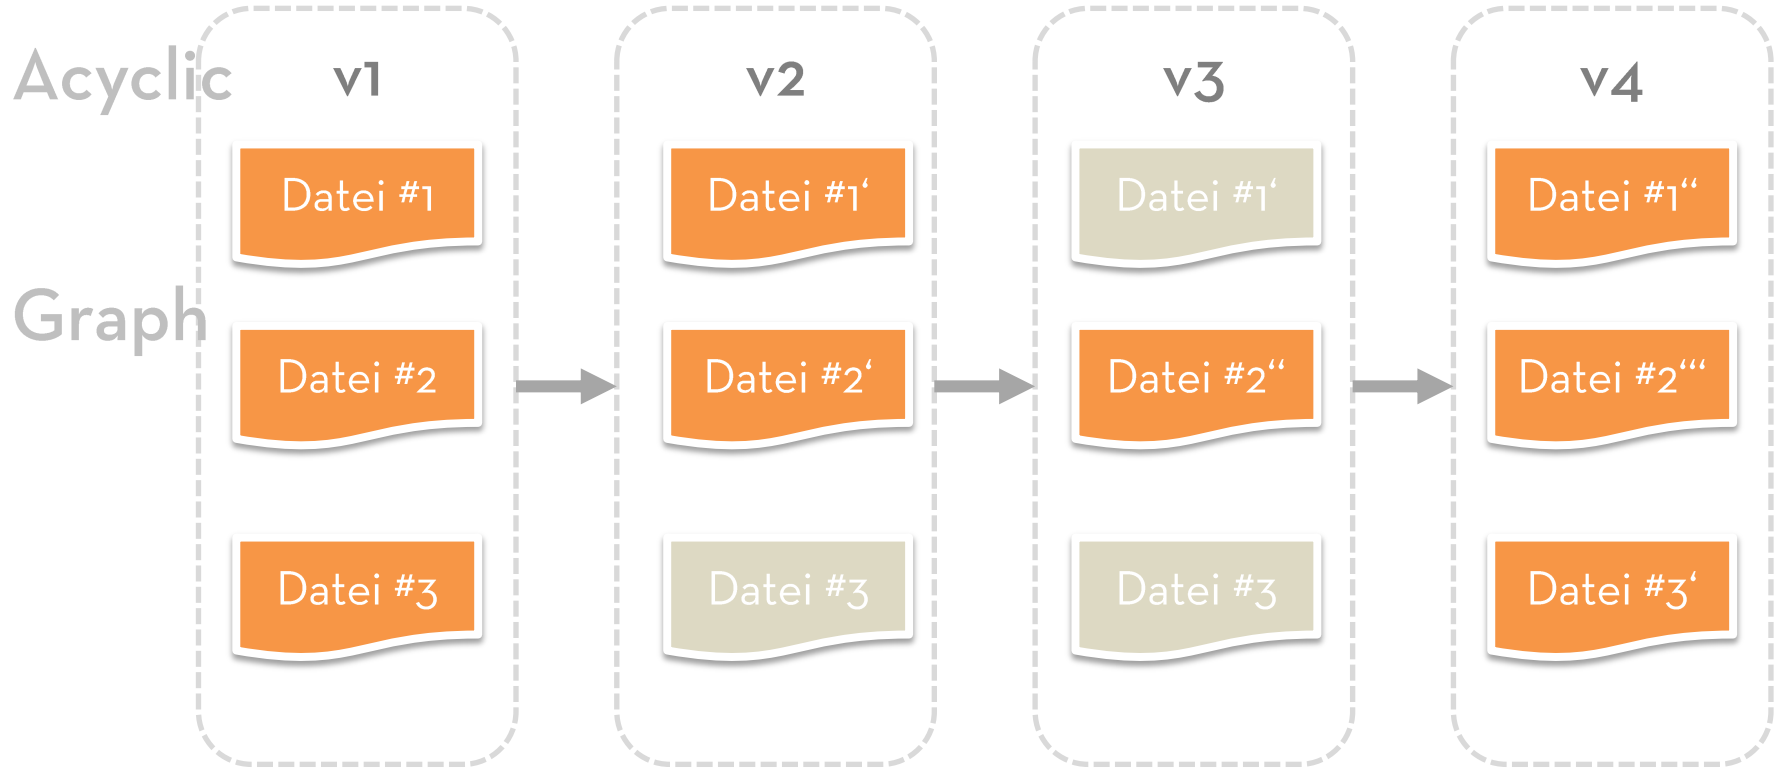 Acyclic
Graph
v1
Datei #1
Datei #2
Datei #3
v2
Datei #1‘
Datei #2‘
Datei #3
v3
Datei #1‘
Datei #2‘‘
Datei #3
v4
Datei #1‘‘
Datei #2‘‘‘
Datei #3‘